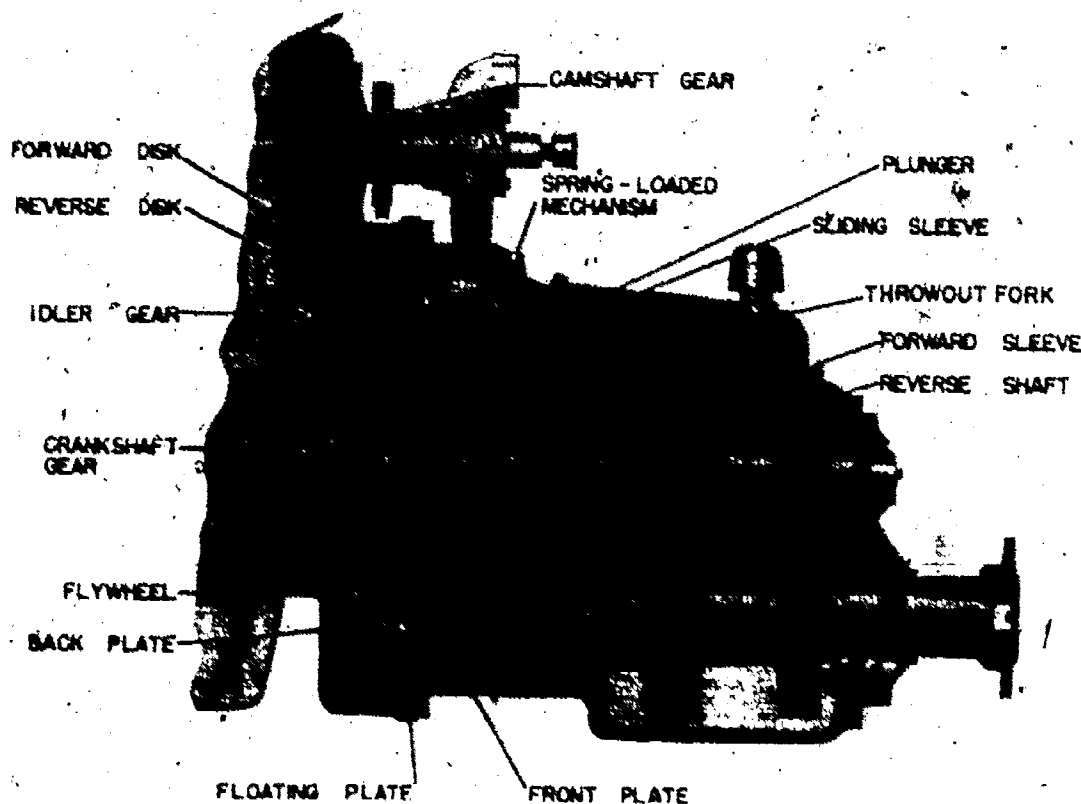 CAMSHAFT GEAR
FORWARD DISK
PLUNGER
SPRING-LOADED
MECHANISM
REVERSE DISK
SLIDING SLEEVE
THROWOUT FORK
IDLER GEAR
FORWARD SLEEVE
REVERSE SHAFT
CRANKSHAFT
GEAR
FLYWHEEL
BACK PLATE
FLOATING PLATE
FRONT PLATE